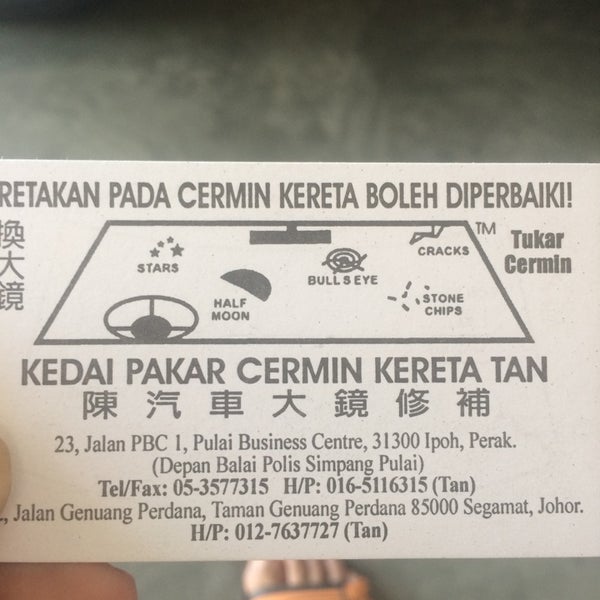 RETAKAN PADA CERMIN KERETA BOLEH DIPERBAIKI!
換大鏡
TM
Tukar
Cermin
STARS
HALF
MOON
BULLS EYE
CRACKS
STONE
CHIPS
KEDAI PAKAR CERMIN KERETA TAN
陳汽車大鏡修補
23, Jalan PBC 1, Pulai Business Centre, 31300 Ipoh, Perak.
(Depan Balai Polis Simpang Pulai)
Tel/Fax: 05-3577315 H/P: 016-5116315 (Tan)
Jalan Genuang Perdana, Taman Genuang Perdana 85000 Segamat, Johor.
H/P: 012-7637727 (Tan)